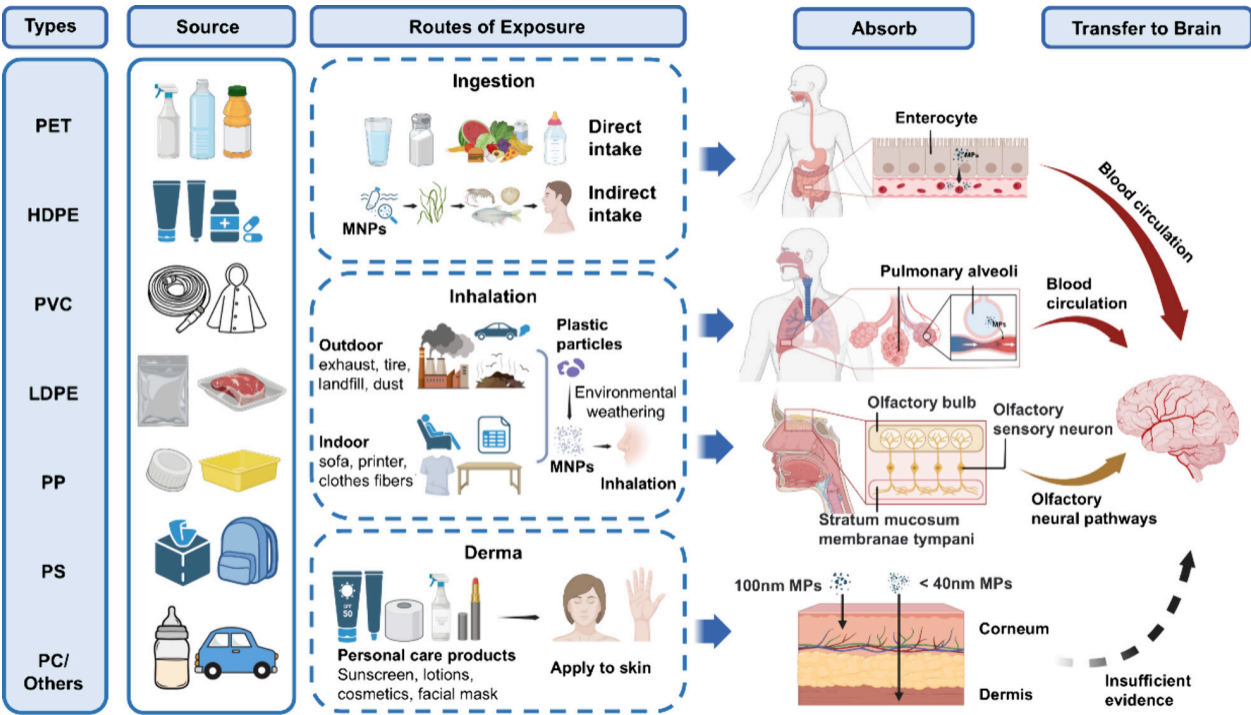 Types
Source
Routes of Exposure
Absorb
Transfer to Brain
PET
HDPE
PVC
LDPE
PP
PS
PC/
Others
Ingestion
Direct
intake
Indirect
intake
MNPs
Inhalation
Outdoor
exhaust, tire,
landfill, dust
Indoor
sofa, printer,
clothes fibers
Plastic
particles
Environmental
weathering
MNPs
Inhalation
Derma
SPF
50
Personal care products
Sunscreen, lotions,
cosmetics, facial mask
Apply to skin
Enterocyte
MPs
Blood circulation
Pulmonary alveoli
MPs
Blood
circulation
Olfactory bulb
Olfactory
sensory neuron
Stratum mucosum
membranae tympani
Olfactory
neural pathways
100nm MPs
< 40nm MPs
Corneum
Dermis
Insufficient
evidence